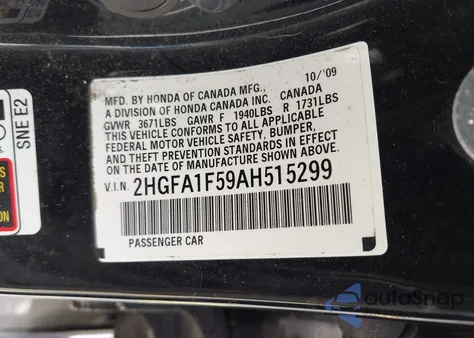 MFD. BY HONDA OF CANADA MFG., 10/'09
A DIVISION OF HONDA CANADA INC. CANADA
GVWR 3671LBS GAWR F 1940LBS R 1731LBS
THIS VEHICLE CONFORMS TO ALL APPLICABLE
FEDERAL MOTOR VEHICLE SAFETY, BUMPER,
AND THEFT PREVENTION STANDARDS IN EFFECT
ON THE DATE OF MANUFACTURE SHOWN ABOVE.
V.I.N. 2HGFA1F59AH515299
PASSENGER CAR
SNE E2
autoSnap